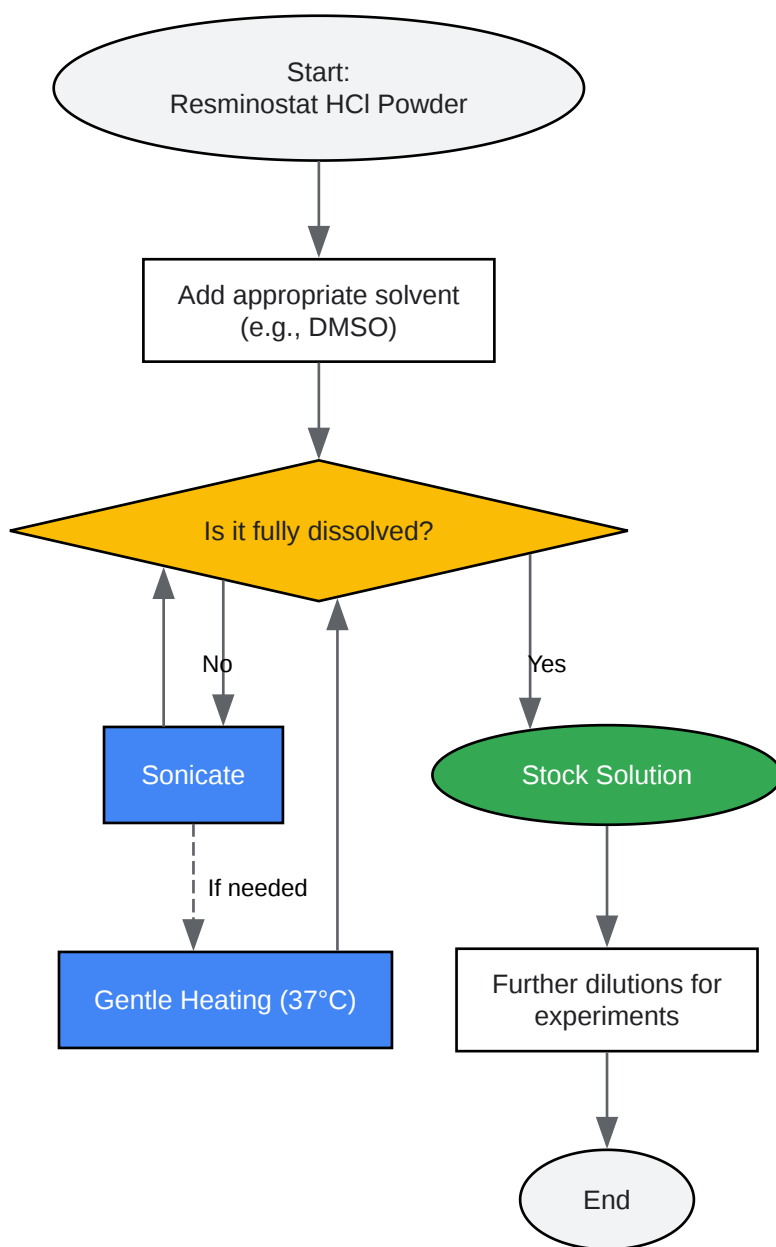 Start:
Resminostat HCl Powder
Add appropriate solvent
(e.g., DMSO)
Is it fully dissolved?
No
Yes
Sonicate
Stock Solution
If needed
Gentle Heating (37°C)
Further dilutions for
experiments
End